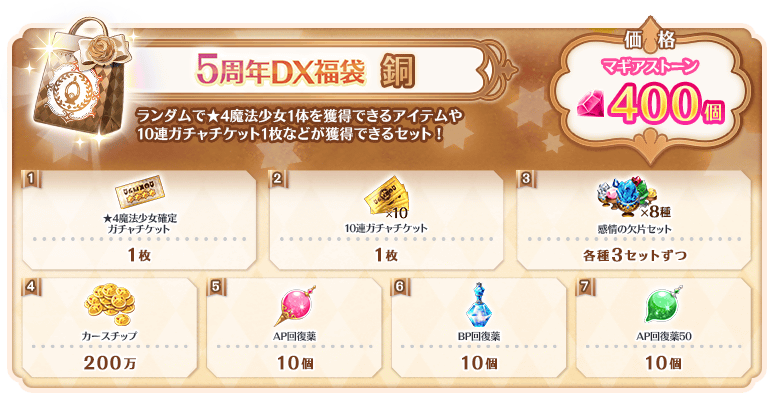 5周年DX福袋 銅
価格
マギアストーン
400個
ランダムで★4魔法少女1体を獲得できるアイテムや
10連ガチャチケット1枚などが獲得できるセット！
1
★4魔法少女確定
ガチャチケット
1枚
2
×10
10連ガチャチケット
1枚
3
×8種
感情の欠片セット
各種3セットずつ
4
カースチップ
200万
5
AP回復薬
10個
6
BP回復薬
10個
7
AP回復薬50
10個